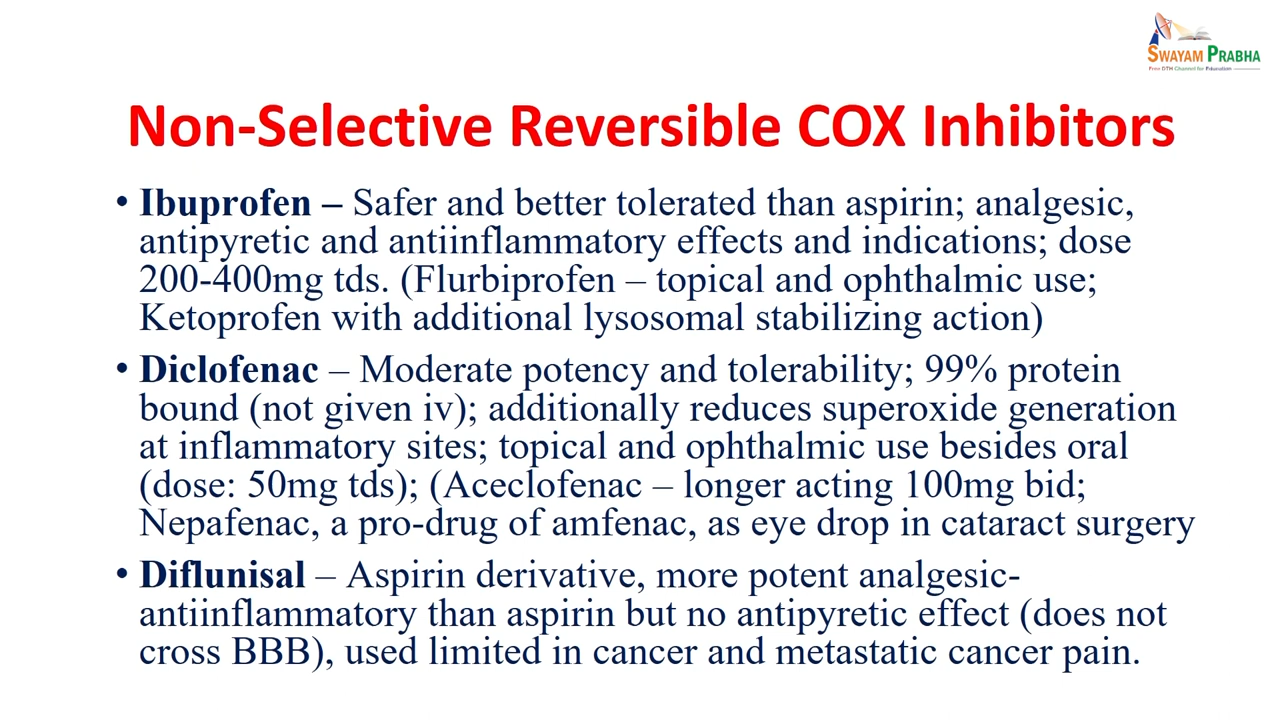 SWAYAM PRABHA
Free DTH Channel for Education
Non-Selective Reversible COX Inhibitors
• Ibuprofen – Safer and better tolerated than aspirin; analgesic,
antipyretic and antiinflammatory effects and indications; dose
200-400mg tds. (Flurbiprofen – topical and ophthalmic use;
Ketoprofen with additional lysosomal stabilizing action)
• Diclofenac – Moderate potency and tolerability; 99% protein
bound (not given iv); additionally reduces superoxide generation
at inflammatory sites; topical and ophthalmic use besides oral
(dose: 50mg tds); (Aceclofenac – longer acting 100mg bid;
Nepafenac, a pro-drug of amfenac, as eye drop in cataract surgery
• Diflunisal – Aspirin derivative, more potent analgesic-
antiinflammatory than aspirin but no antipyretic effect (does not
cross BBB), used limited in cancer and metastatic cancer pain.